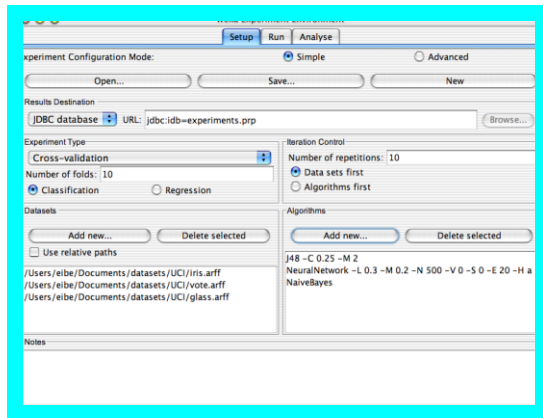 Weka Experiment Environment
Setup Run Analyse
xperiment Configuration Mode: Simple Advanced
Open... Save... New
Results Destination
JDBC database URL: jdbc:idb=experiments.prp Browse...
Experiment Type
Cross-validation
Number of folds: 10
Classification Regression
Iteration Control
Number of repetitions: 10
Data sets first
Algorithms first
Datasets
Add new... Delete selected
Use relative paths
/Users/eibe/Documents/datasets/UCI/iris.arff
/Users/eibe/Documents/datasets/UCI/vote.arff
/Users/eibe/Documents/datasets/UCI/glass.arff
Algorithms
Add new... Delete selected
J48 -C 0.25 -M 2
NeuralNetwork -L 0.3 -M 0.2 -N 500 -V 0 -S 0 -E 20 -H a
NaiveBayes
Notes